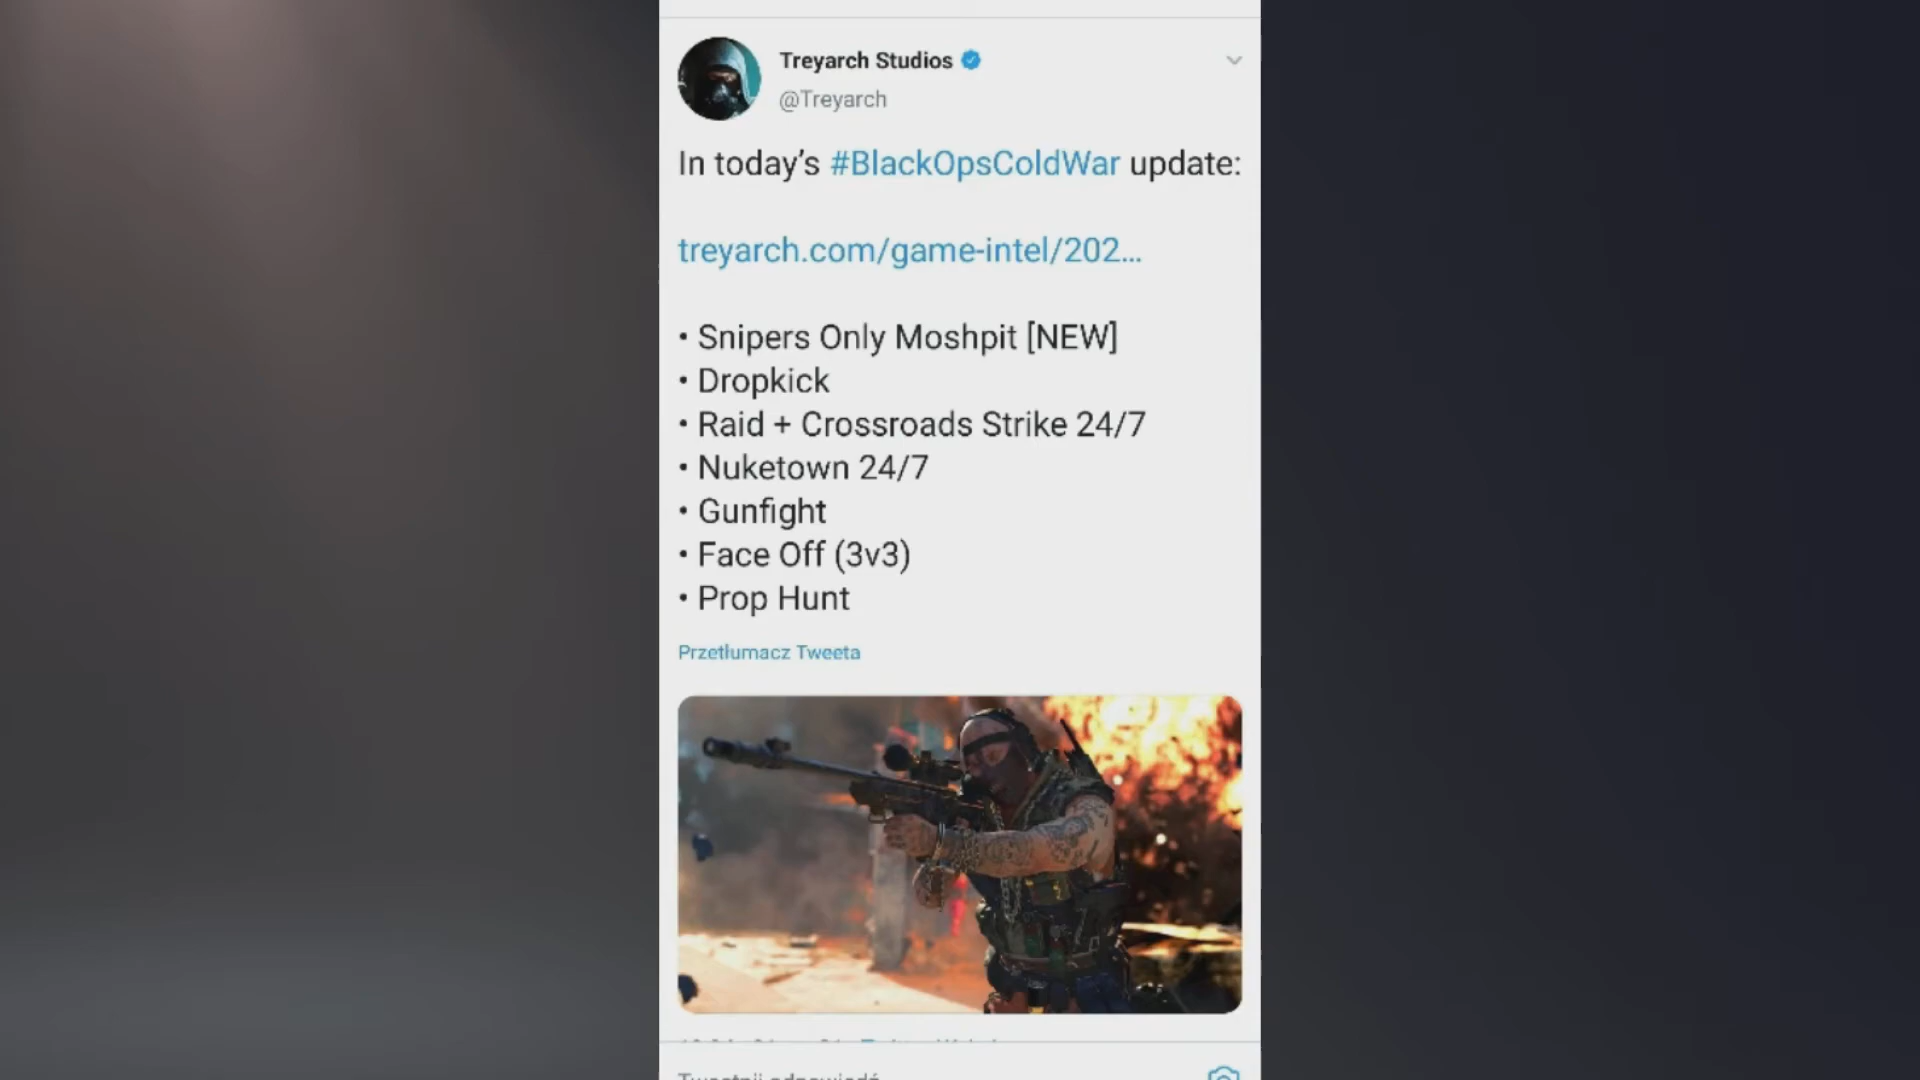 Treyarch Studios
@Treyarch
In today's #BlackOpsColdWar update:
treyarch.com/game-intel/202...
• Snipers Only Moshpit [NEW]
• Dropkick
• Raid + Crossroads Strike 24/7
• Nuketown 24/7
• Gunfight
• Face Off (3v3)
• Prop Hunt
Przetłumacz Tweeta